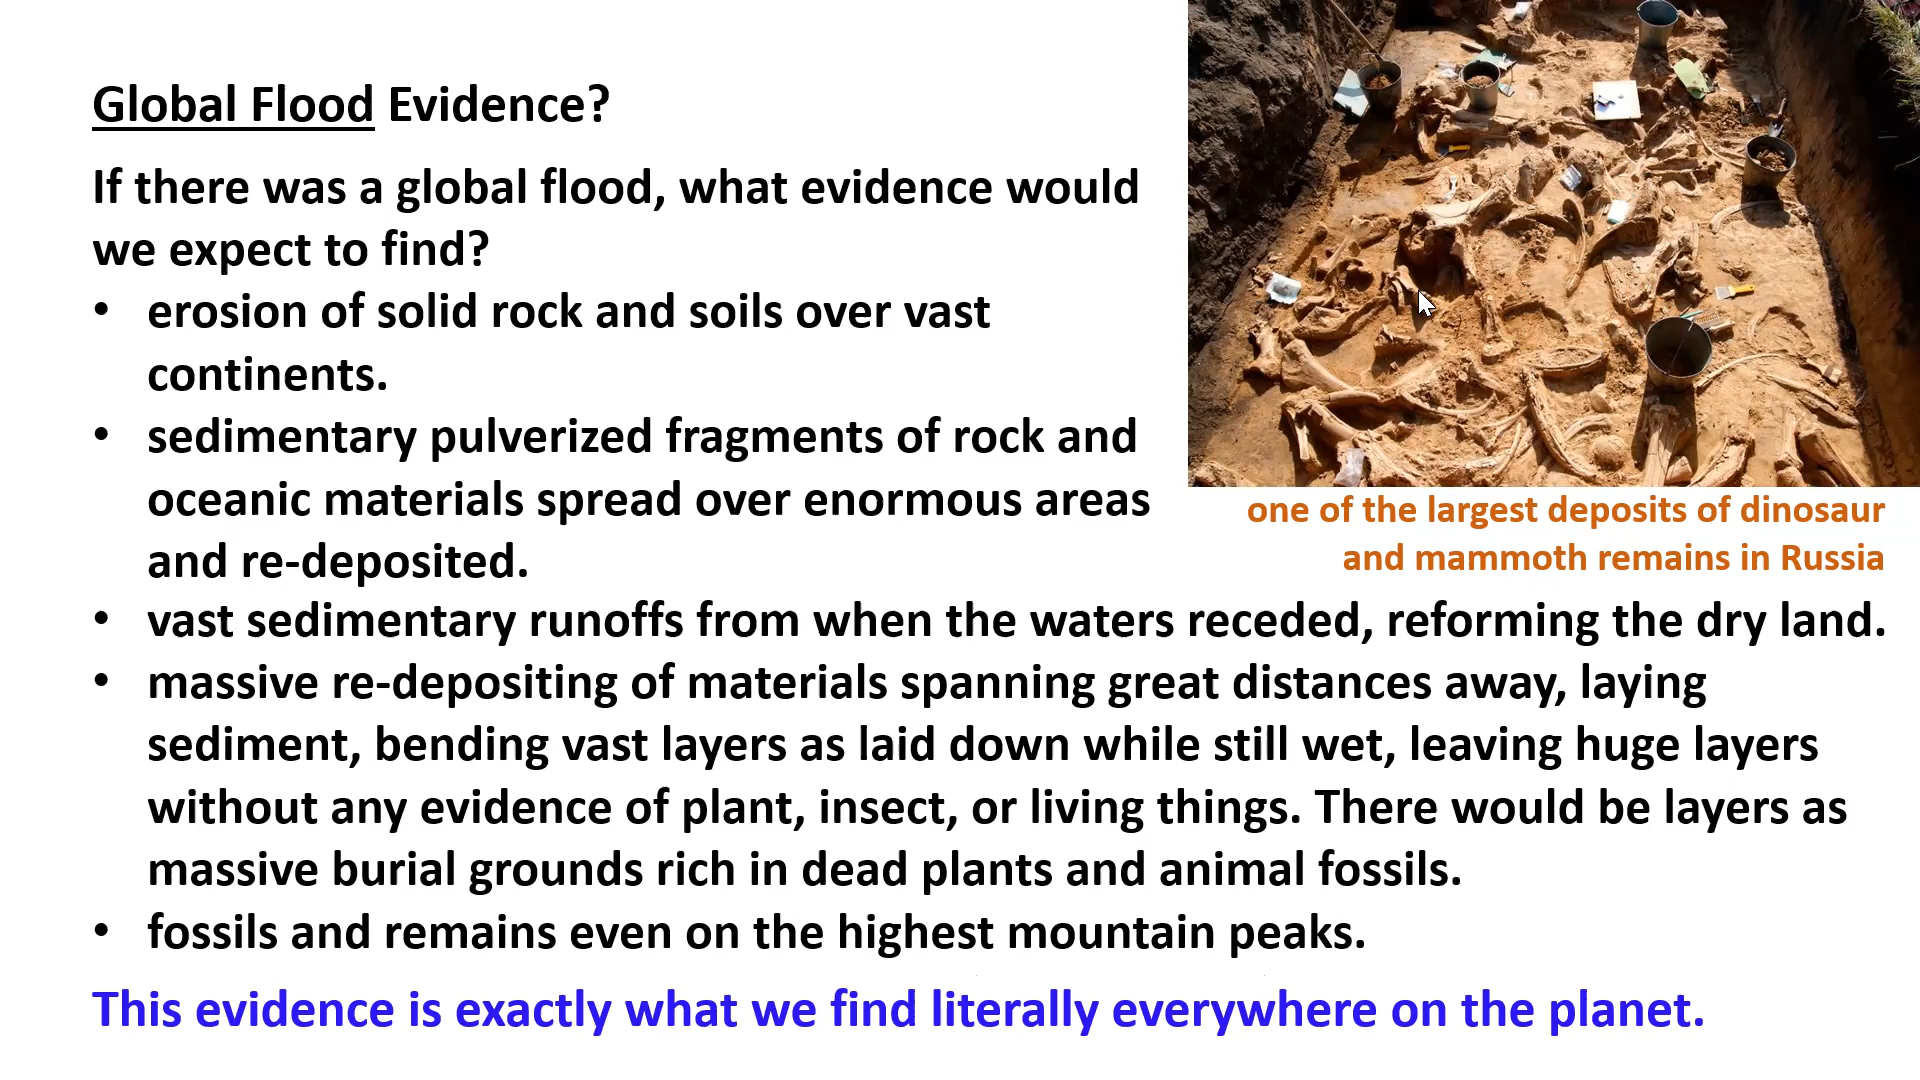 Global Flood Evidence?
If there was a global flood, what evidence would
we expect to find?
• erosion of solid rock and soils over vast
continents.
• sedimentary pulverized fragments of rock and
oceanic materials spread over enormous areas
and re-deposited.
one of the largest deposits of dinosaur
and mammoth remains in Russia
• vast sedimentary runoffs from when the waters receded, reforming the dry land.
• massive re-depositing of materials spanning great distances away, laying
sediment, bending vast layers as laid down while still wet, leaving huge layers
without any evidence of plant, insect, or living things. There would be layers as
massive burial grounds rich in dead plants and animal fossils.
• fossils and remains even on the highest mountain peaks.
This evidence is exactly what we find literally everywhere on the planet.